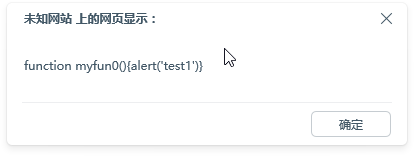 未知网站 上的网页显示：
function myfun0(){alert('test1')}
确定